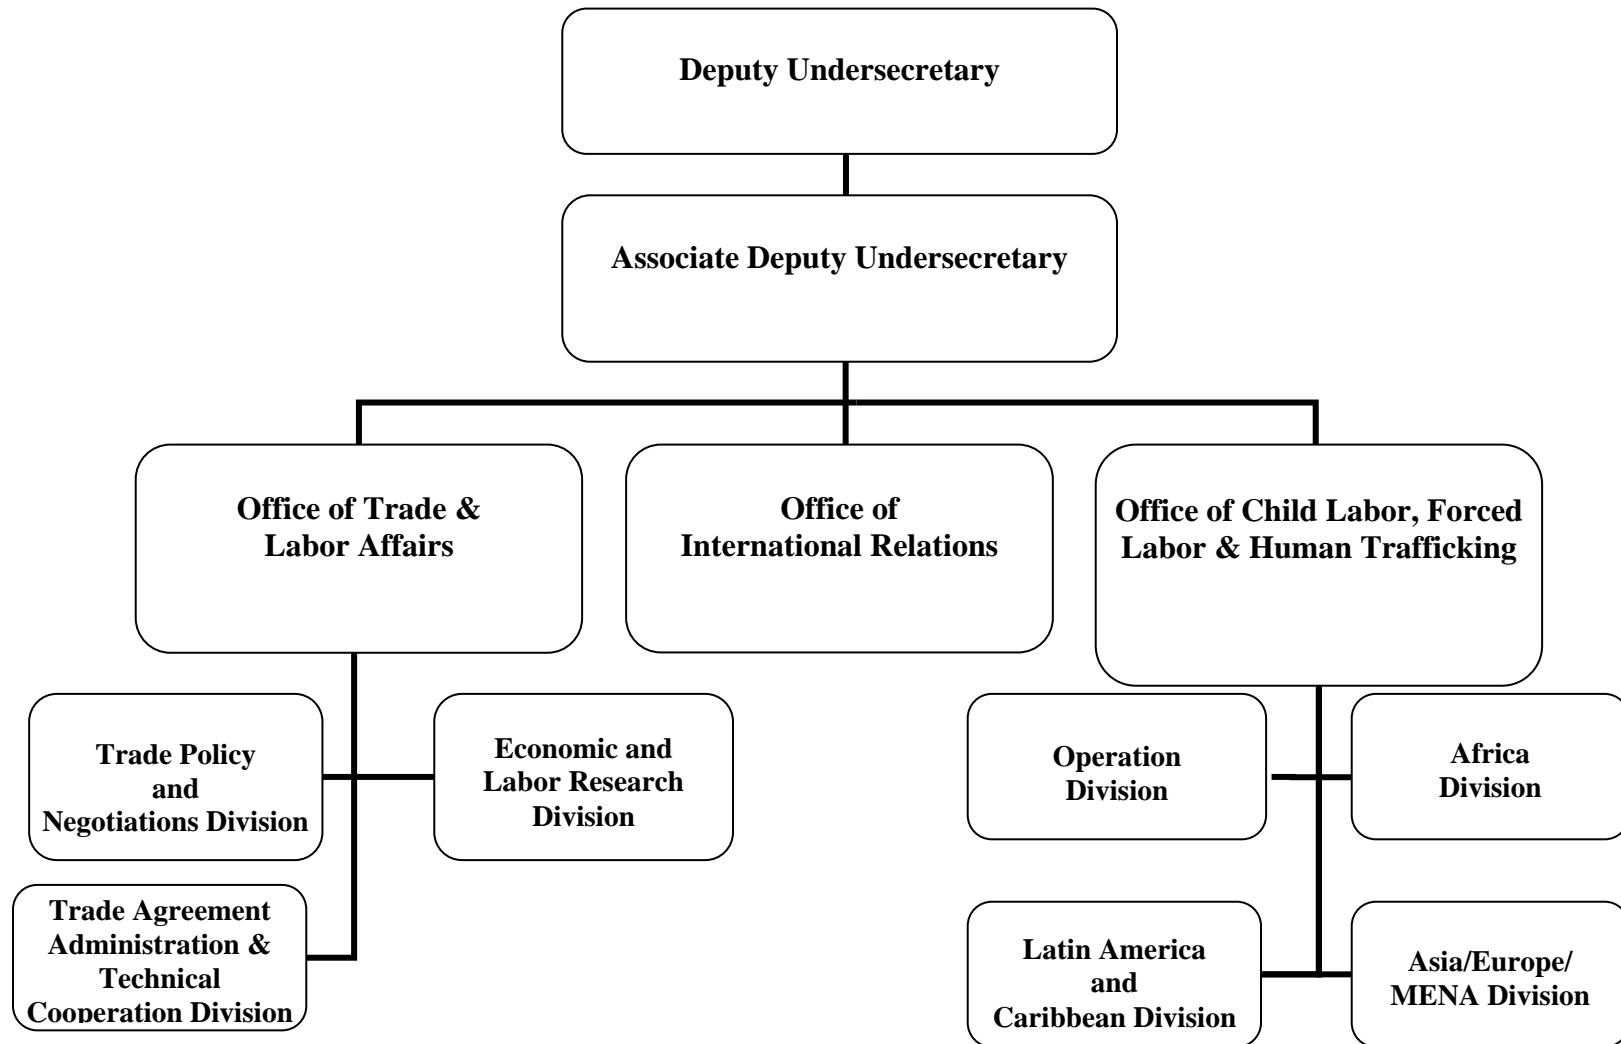 Deputy Undersecretary
Associate Deputy Undersecretary
Office of Trade &
Labor Affairs
Office of
International Relations
Office of Child Labor, Forced
Labor & Human Trafficking
Trade Policy
and
Negotiations Division
Economic and
Labor Research
Division
Operation
Division
Africa
Division
Trade Agreement
Administration &
Technical
Cooperation Division
Latin America
and
Caribbean Division
Asia/Europe/
MENA Division